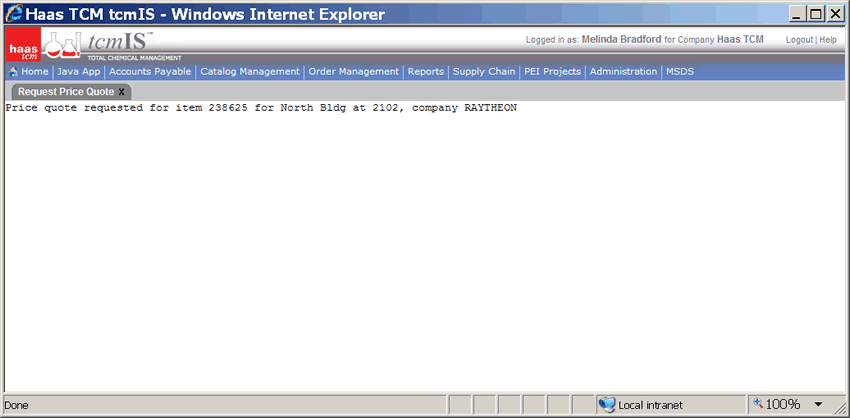 Haas TCM tcmIS - Windows Internet Explorer
haas
tcm
tcmIS™
TOTAL CHEMICAL MANAGEMENT
Logged in as: Melinda Bradford for Company Haas TCM
Logout | Help
Home | Java App | Accounts Payable | Catalog Management | Order Management | Reports | Supply Chain | PEI Projects | Administration | MSDS
Request Price Quote x
Price quote requested for item 238625 for North Bldg at 2102, company RAYTHEON
Done
Local intranet
100%